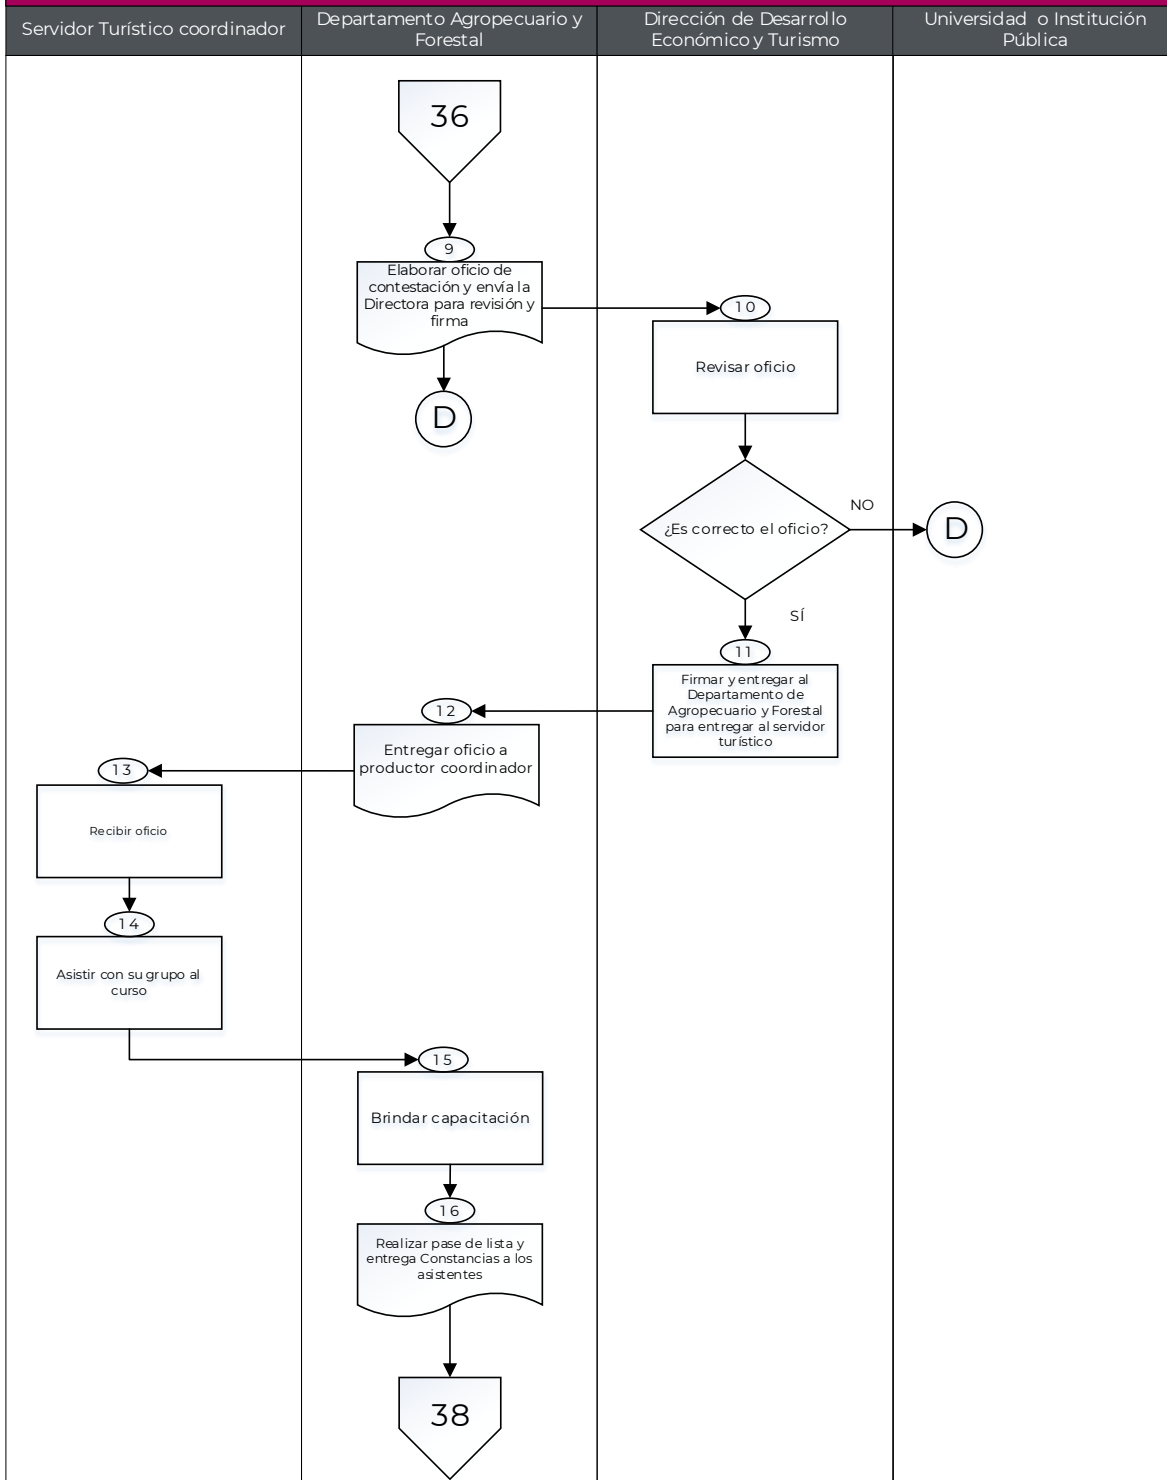 Servidor Turístico coordinador
Departamento Agropecuario y
Forestal
Dirección de Desarrollo
Económico y Turismo
Universidad o Institución
Pública
36
9
Elaborar oficio de
contestación y envía la
Directora para revisión y
firma
10
Revisar oficio
D
¿Es correcto el oficio?
NO
D
SÍ
11
Firmar y entregar al
Departamento de
Agropecuario y Forestal
para entregar al servidor
turístico
12
Entregar oficio a
productor coordinador
13
Recibir oficio
14
Asistir con su grupo al
curso
15
Brindar capacitación
16
Realizar pase de lista y
entrega Constancias a los
asistentes
38